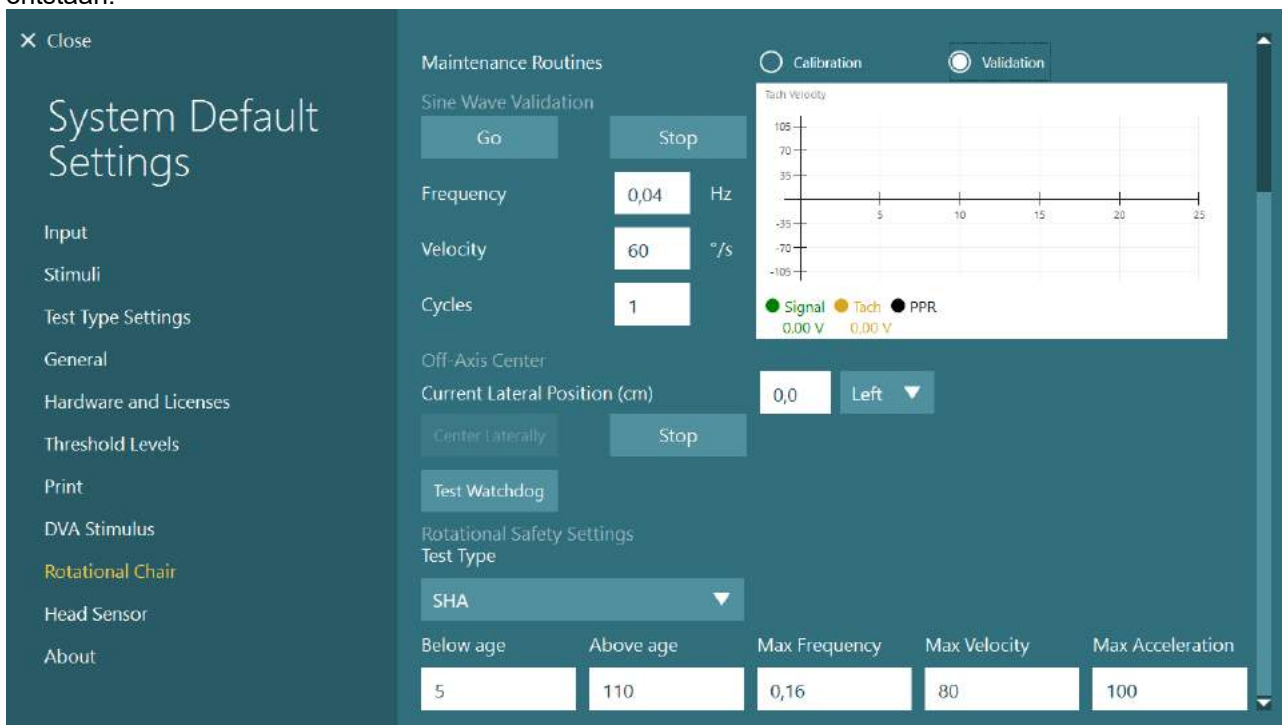 ontstaan.
✕ Close
System Default
Settings
Input
Stimuli
Test Type Settings
General
Hardware and Licenses
Threshold Levels
Print
DVA Stimulus
Rotational Chair
Head Sensor
About
Maintenance Routines
Calibration Validation
Sine Wave Validation
Go Stop
Frequency 0,04 Hz
Velocity 60 °/s
Cycles 1
Tach Velocity
105
70
35
5 10 15 20 25
-35
-70
-105
Signal Tach PPR
0.00 V 0.00 V
Off-Axis Center
Current Lateral Position (cm) 0,0 Left
Center Laterally Stop
Test Watchdog
Rotational Safety Settings
Test Type
SHA
Below age Above age Max Frequency Max Velocity Max Acceleration
5 110 0,16 80 100